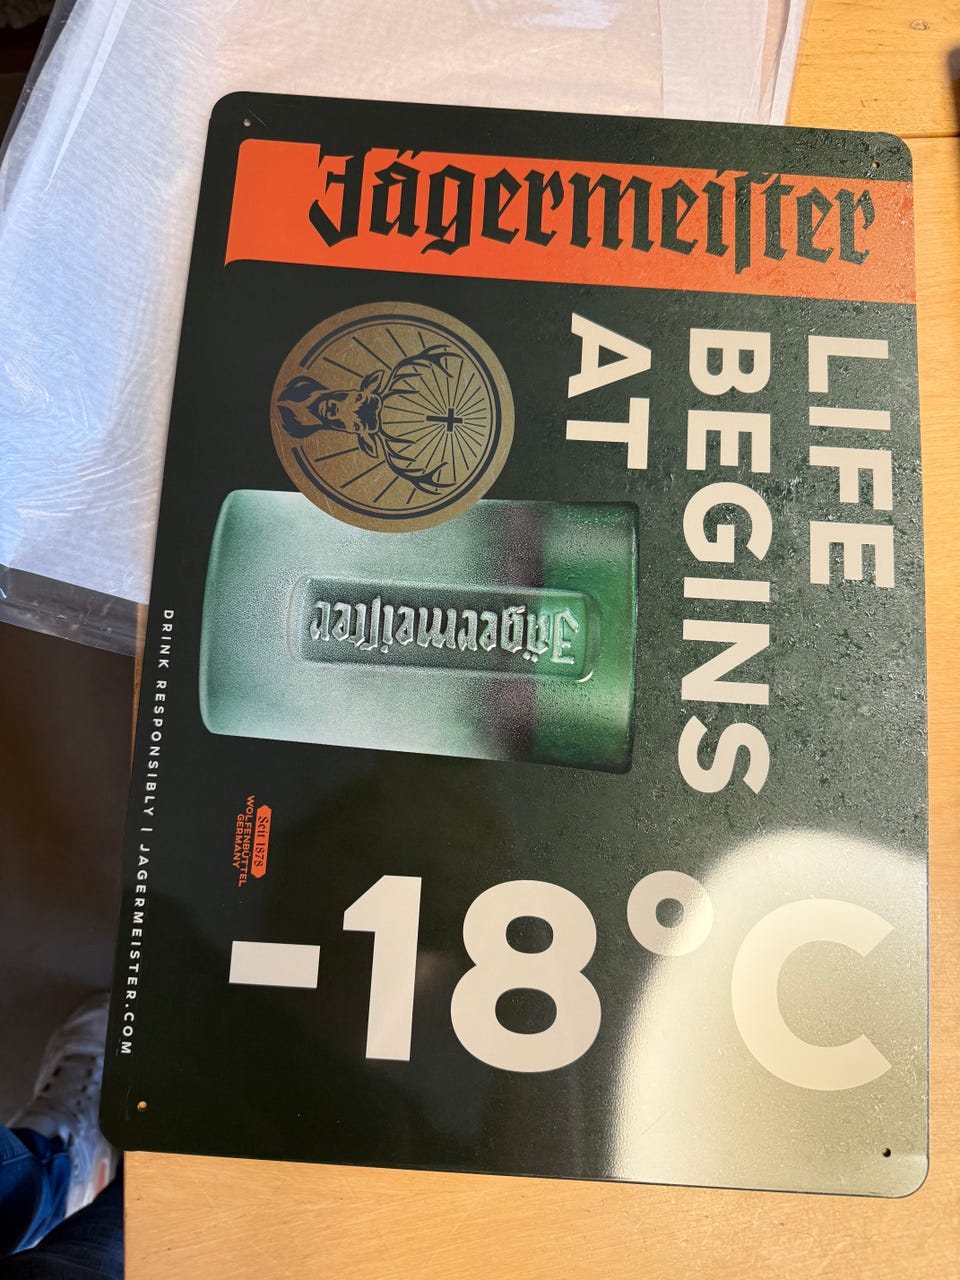 Jägermeiſter
LIFE
BEGINS
AT
-18°C
Jägermeiſter
Seit 1878
WOLFENBÜTTEL
GERMANY
DRINK RESPONSIBLY | JAGERMEISTER.COM